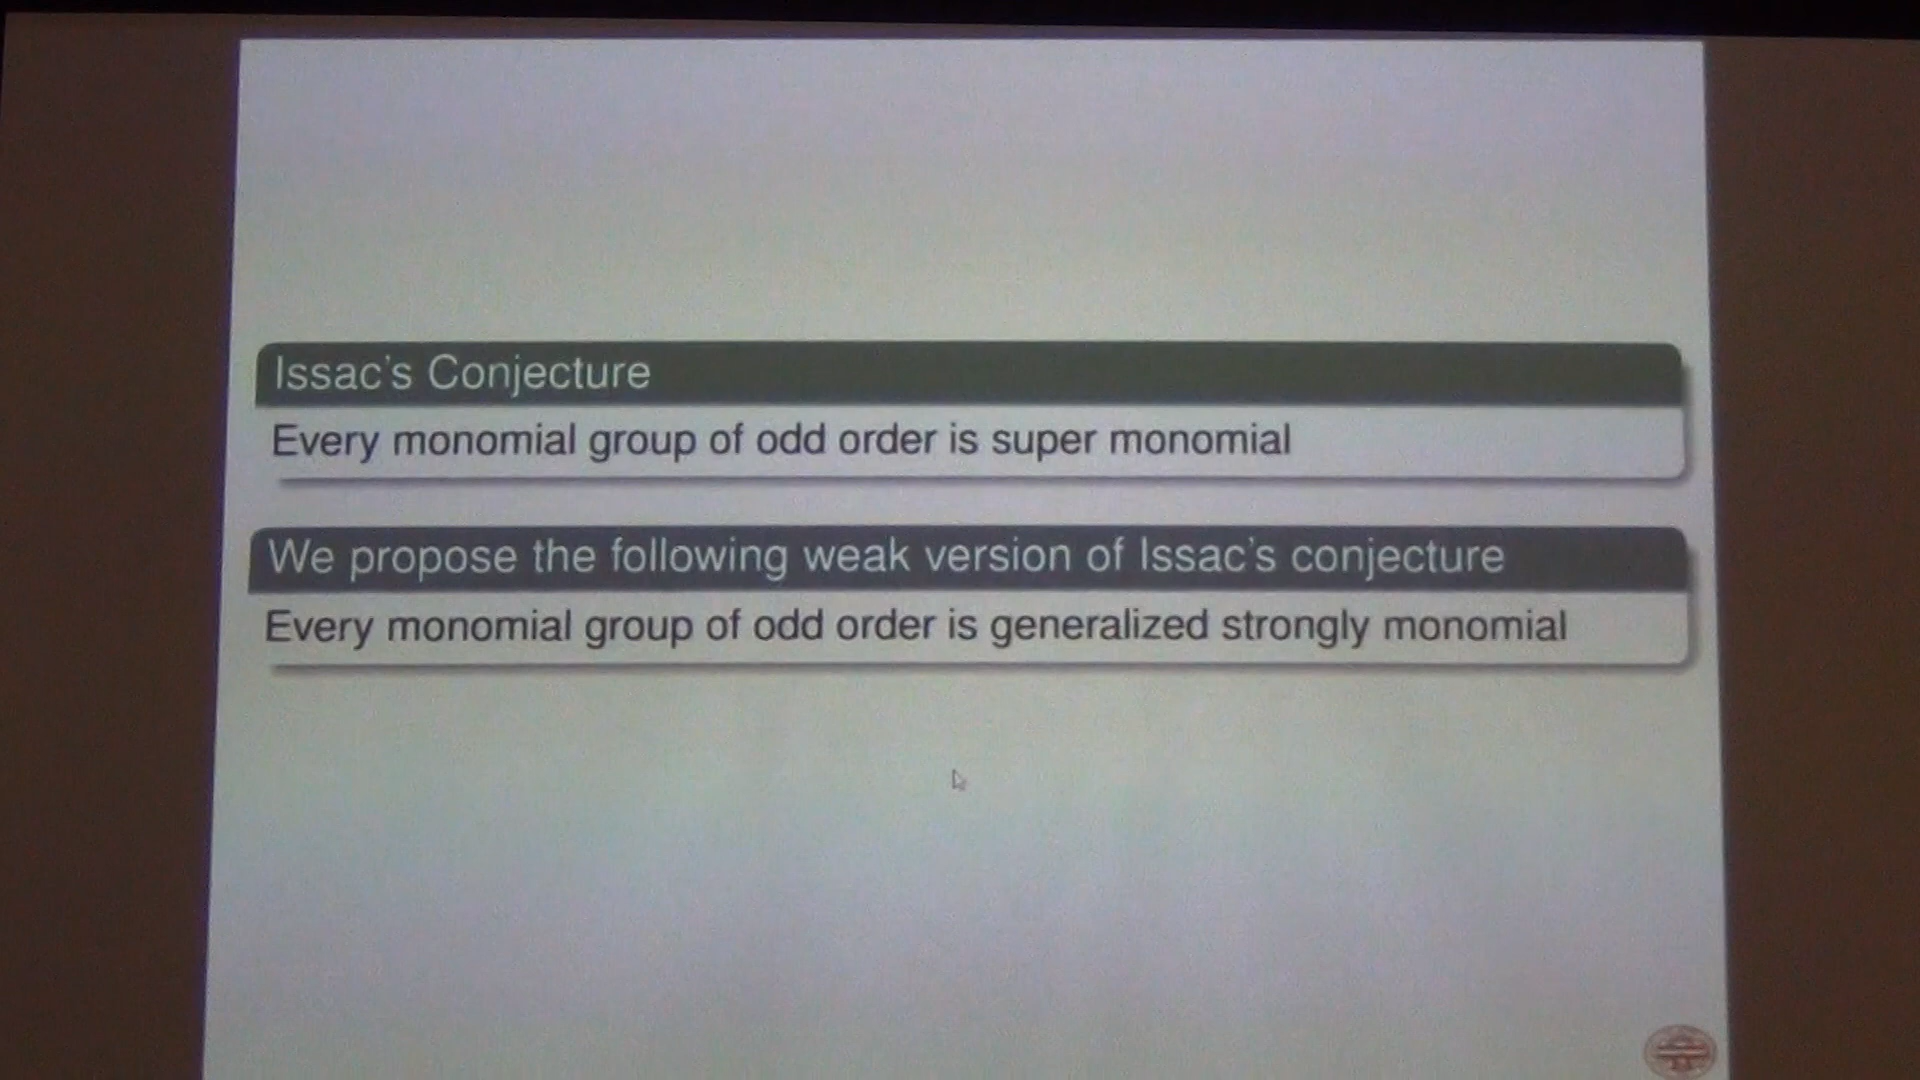 Issac's Conjecture
Every monomial group of odd order is super monomial
We propose the following weak version of Issac's conjecture
Every monomial group of odd order is generalized strongly monomial